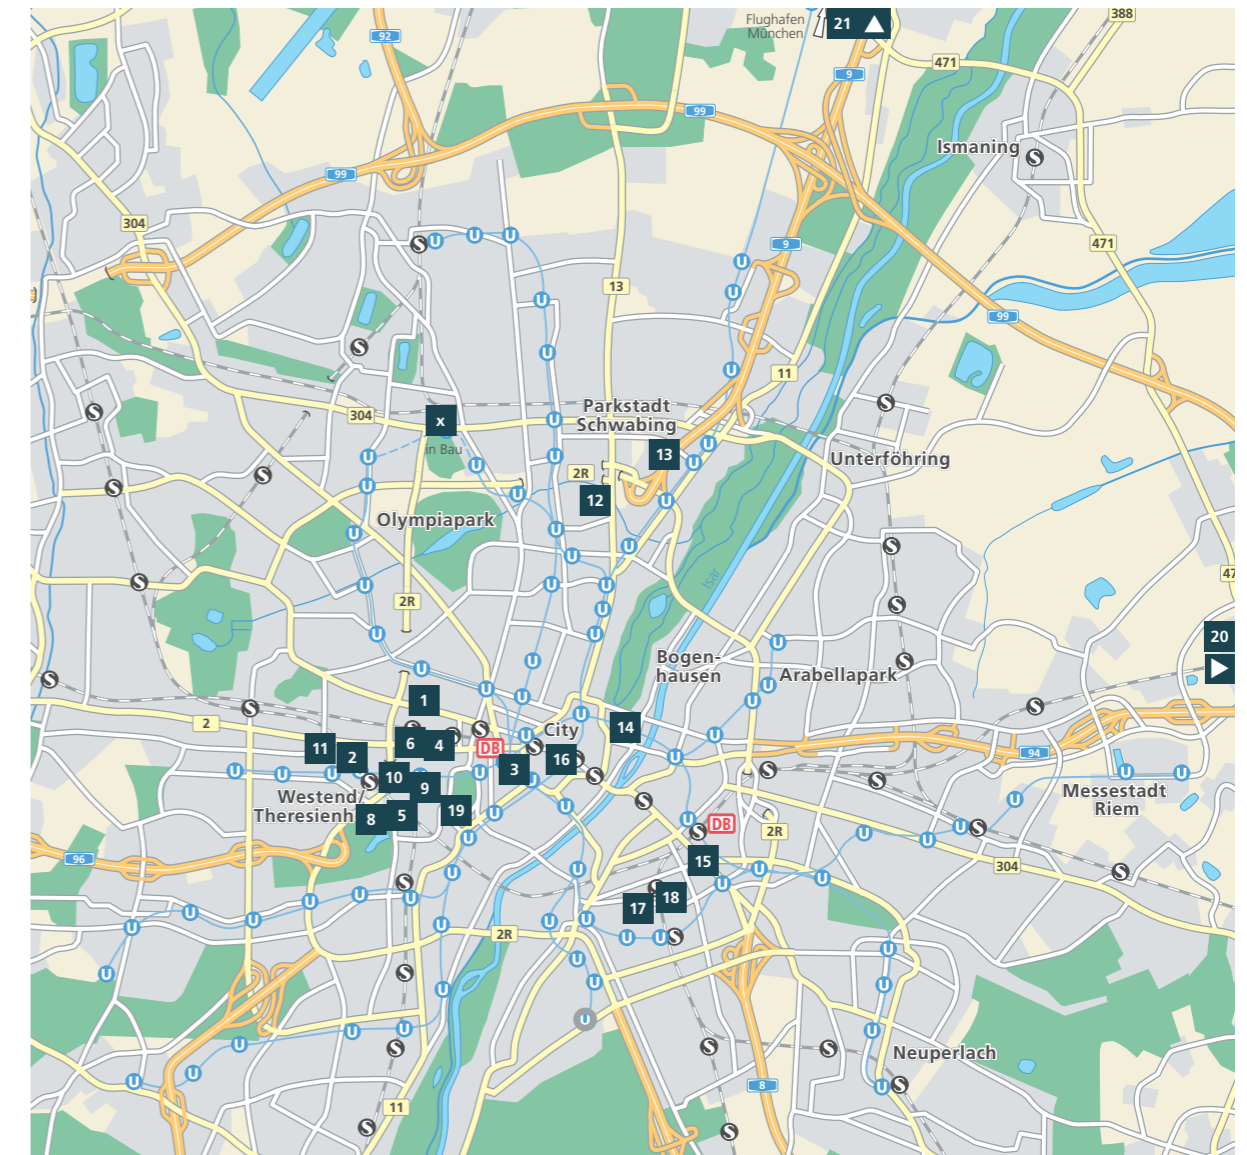 388
Flughafen
München
21
92
9
471
99
Ismaning
99
304
9
471
13
99
11
Parkstadt
Schwabing
304
x
in Bau
13
Unterföhring
2R
12
Olympiapark
Isar
47
2R
20
Bogen-
hausen
Arabellapark
1
2
City
14
11
6
4
DB
94
2
16
3
10
9
Messestadt
Riem
Westend/
Theresienh
8
5
19
DB
2R
96
15
304
18
17
2R
Neuperlach
8
11